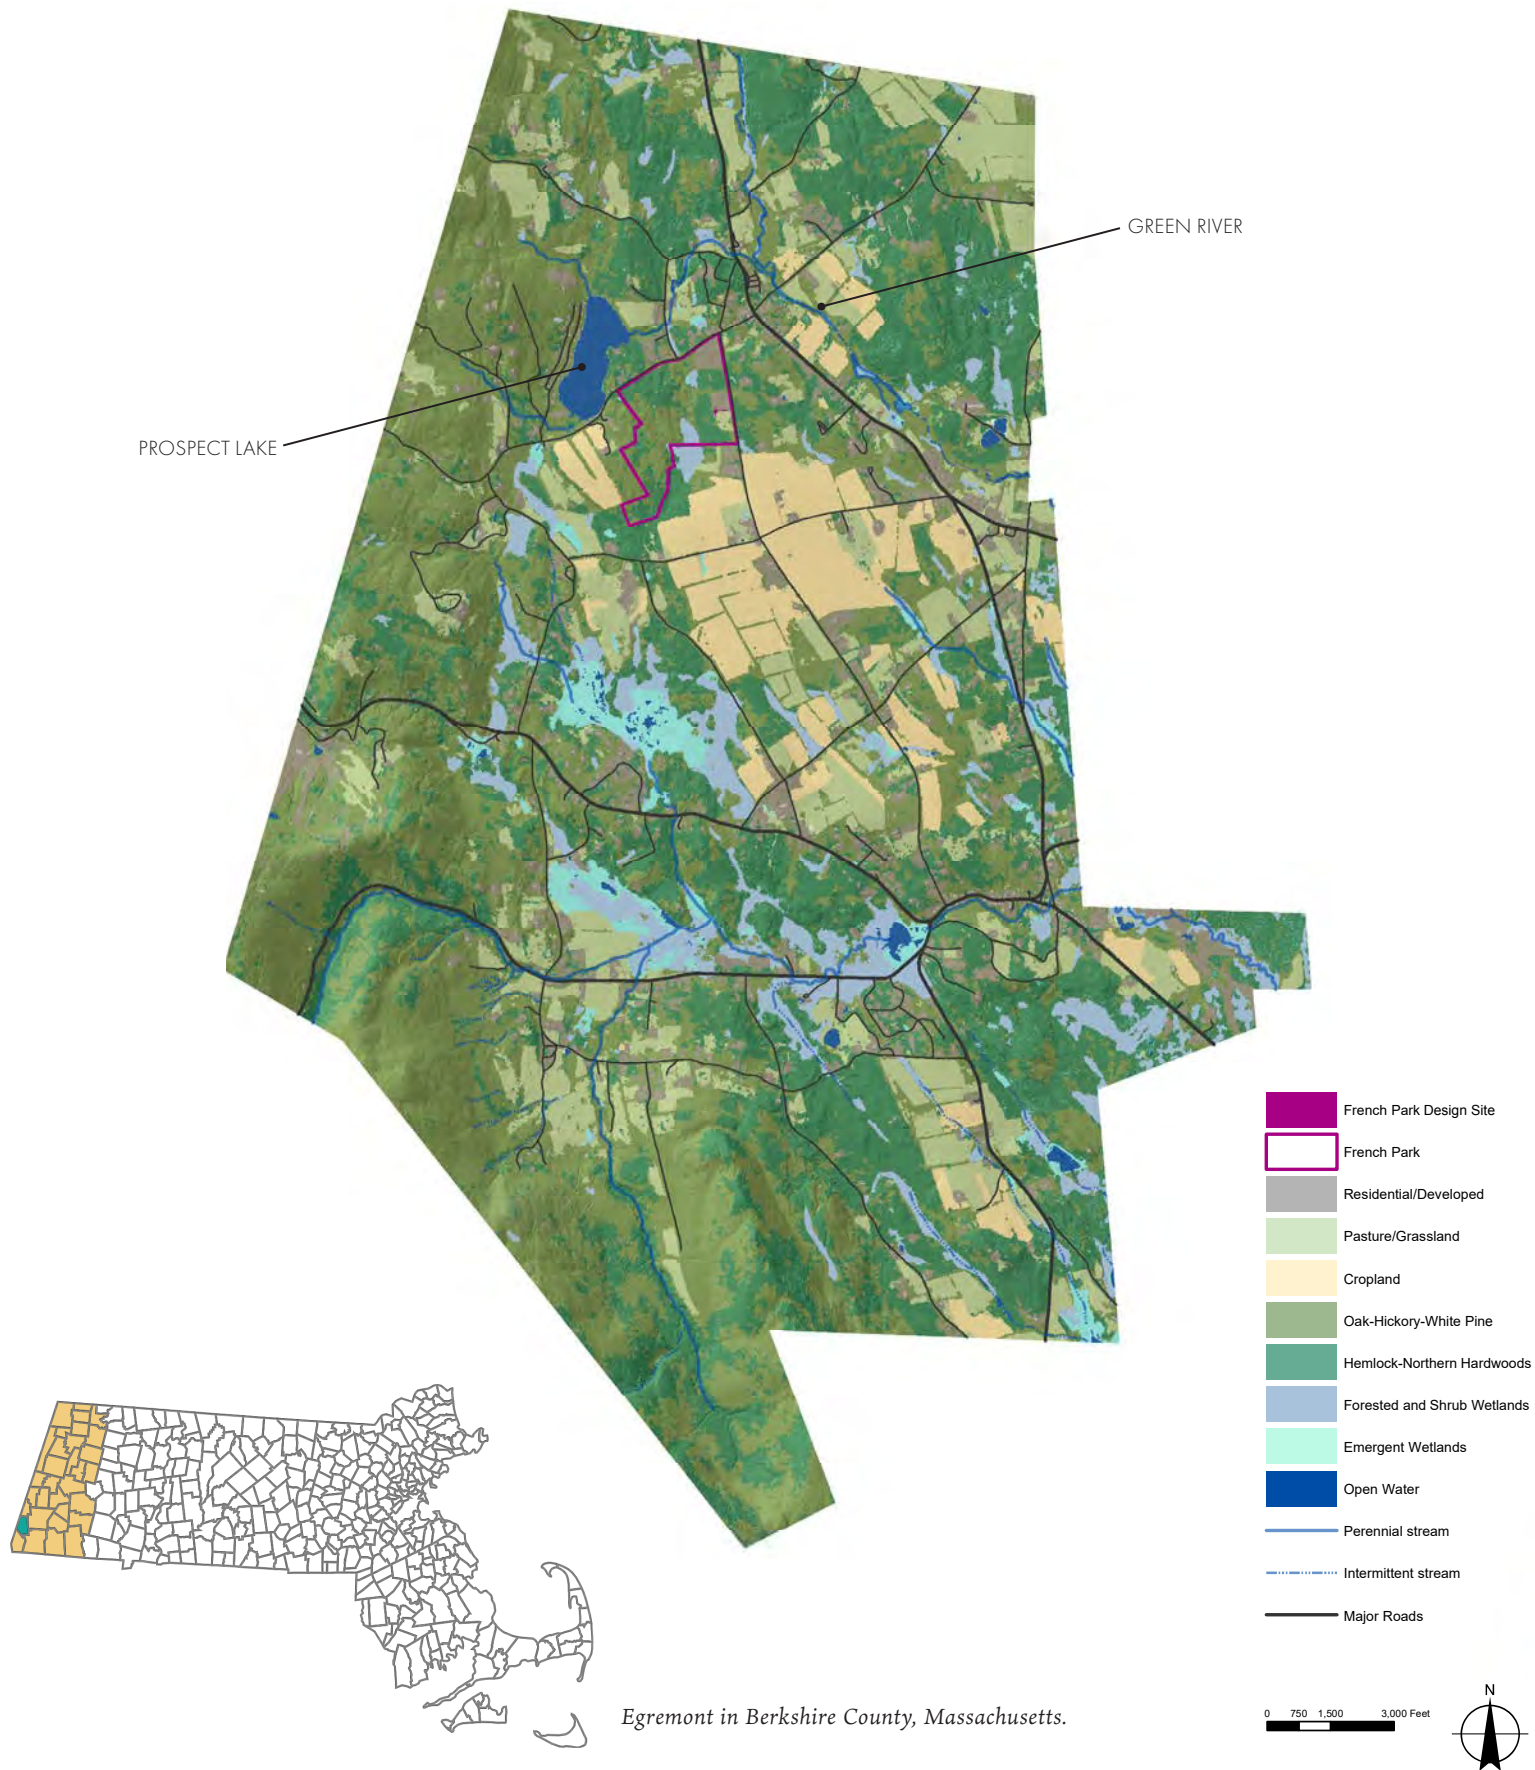 GREEN RIVER
PROSPECT LAKE
French Park Design Site
French Park
Residential/Developed
Pasture/Grassland
Cropland
Oak-Hickory-White Pine
Hemlock-Northern Hardwoods
Forested and Shrub Wetlands
Emergent Wetlands
Open Water
Perennial stream
Intermittent stream
Major Roads
N
0 750 1,500 3,000 Feet
Egremont in Berkshire County, Massachusetts.